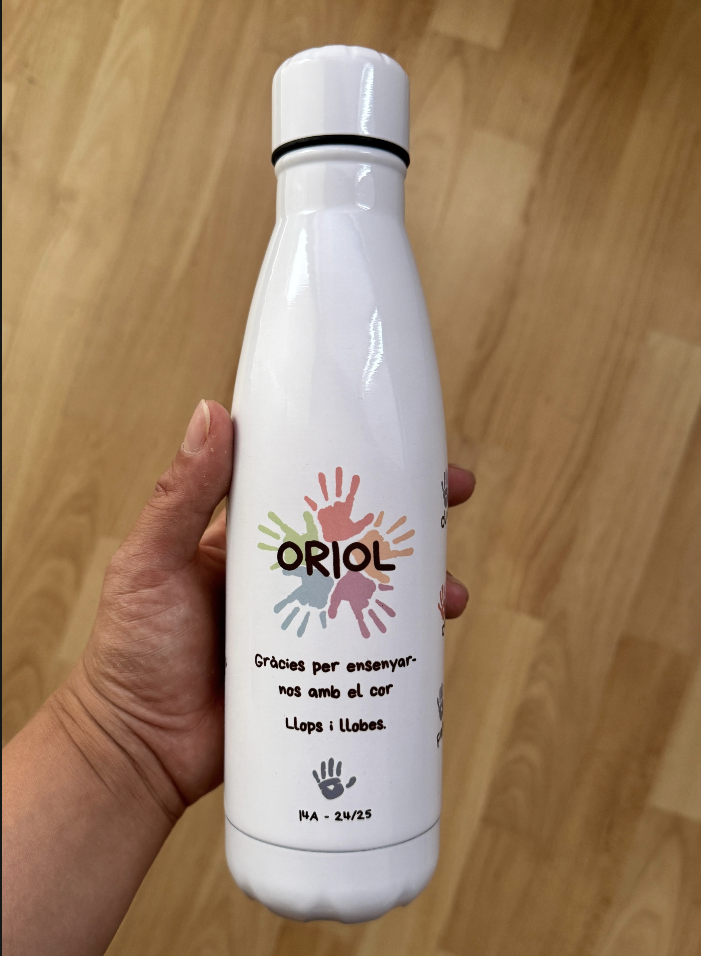 ORIOL
Gràcies per ensenyar-
nos amb el cor
Llops i llobes.
I4A - 24/25